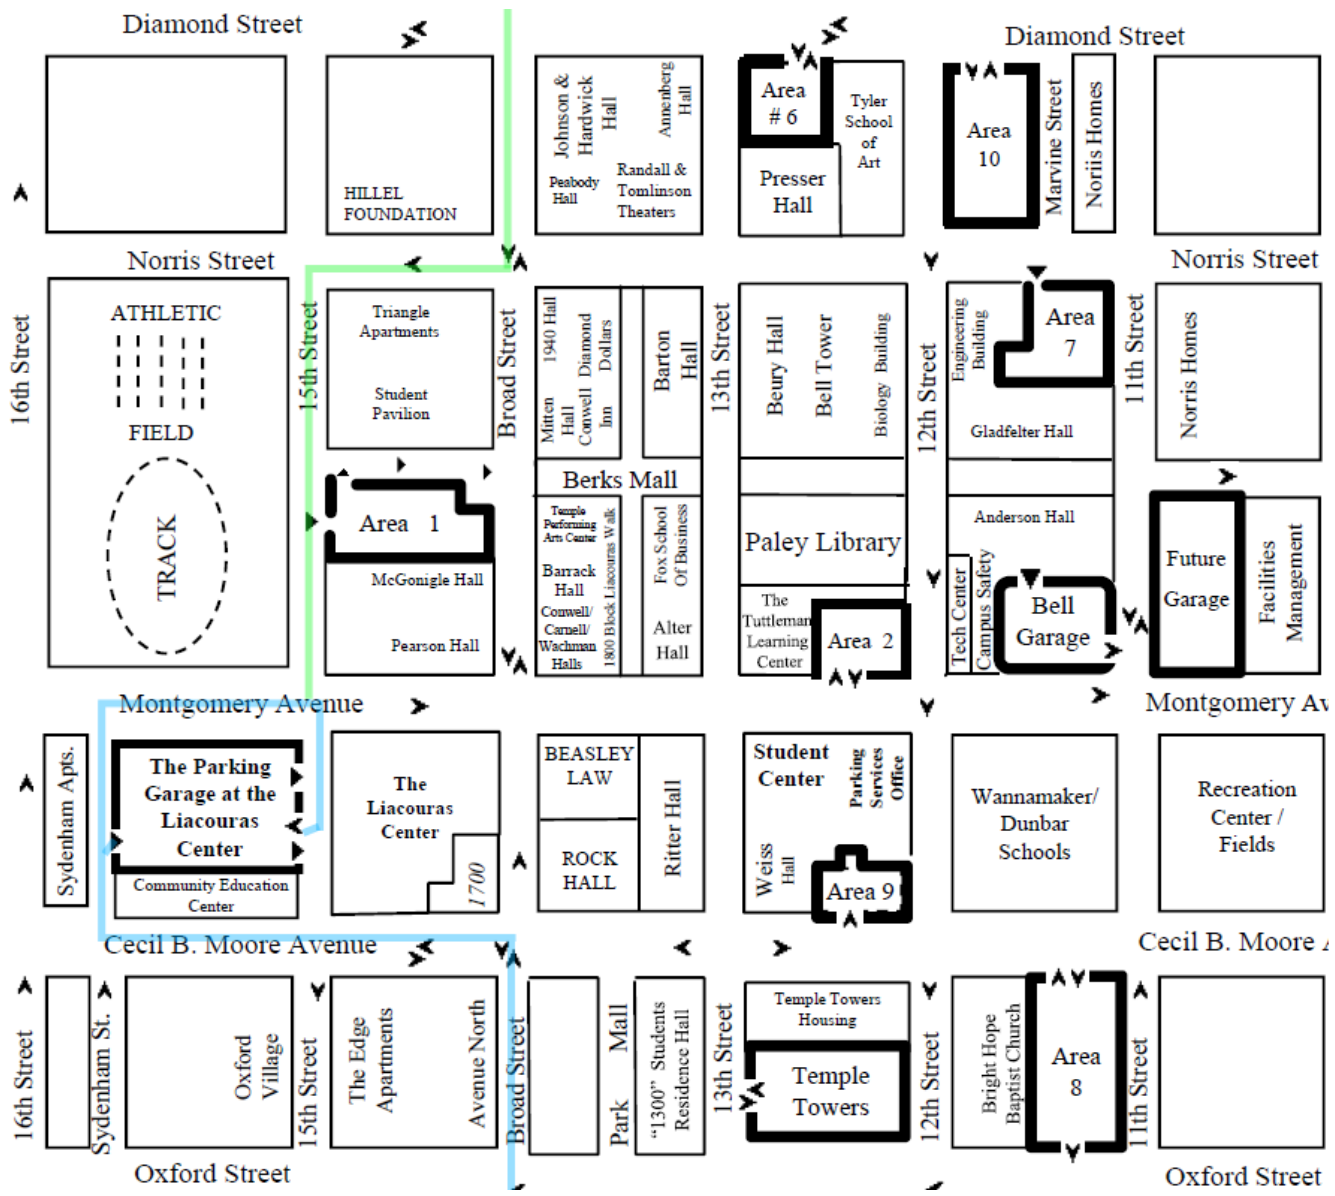 Diamond Street
Diamond Street
HILLEL
FOUNDATION
Johnson &
Hardwick
Hall
Annenberg
Hall
Peabody
Hall
Randall &
Tomlinson
Theaters
Area
# 6
Tyler
School
of
Art
Presser
Hall
Area
10
Marvine Street
Noriis Homes
Norris Street
Norris Street
16th Street
ATHLETIC
FIELD
TRACK
15th Street
Triangle
Apartments
Student
Pavilion
Broad Street
1940 Hall
Mitten
Hall
Conwell
Inn
Diamond
Dollars
Barton
Hall
13th Street
Beury Hall
Bell Tower
Biology Building
12th Street
Engineering
Building
Area
7
Gladfelter Hall
11th Street
Norris Homes
Berks Mall
Area 1
McGonigle Hall
Pearson Hall
Temple
Performing
Arts Center
Barrack
Hall
Conwell/
Carnell/
Wachman
Halls
1800 Block Liacouras Walk
Fox School
Of Business
Alter
Hall
Paley Library
The
Tuttleman
Learning
Center
Area 2
Anderson Hall
Tech Center
Campus Safety
Bell
Garage
Future
Garage
Facilities
Management
Montgomery Avenue
Montgomery Av
Sydenham Apts.
The Parking
Garage at the
Liacouras
Center
Community Education
Center
The
Liacouras
Center
1700
BEASLEY
LAW
ROCK
HALL
Ritter Hall
Student
Center
Parking
Services
Office
Weiss
Hall
Area 9
Wannamaker/
Dunbar
Schools
Recreation
Center /
Fields
Cecil B. Moore Avenue
Cecil B. Moore A
16th Street
Sydenham St.
Oxford
Village
15th Street
The Edge
Apartments
Avenue North
Broad Street
Park Mall
"1300" Students
Residence Hall
13th Street
Temple Towers
Housing
Temple
Towers
12th Street
Bright Hope
Baptist Church
Area
8
11th Street
Oxford Street
Oxford Street